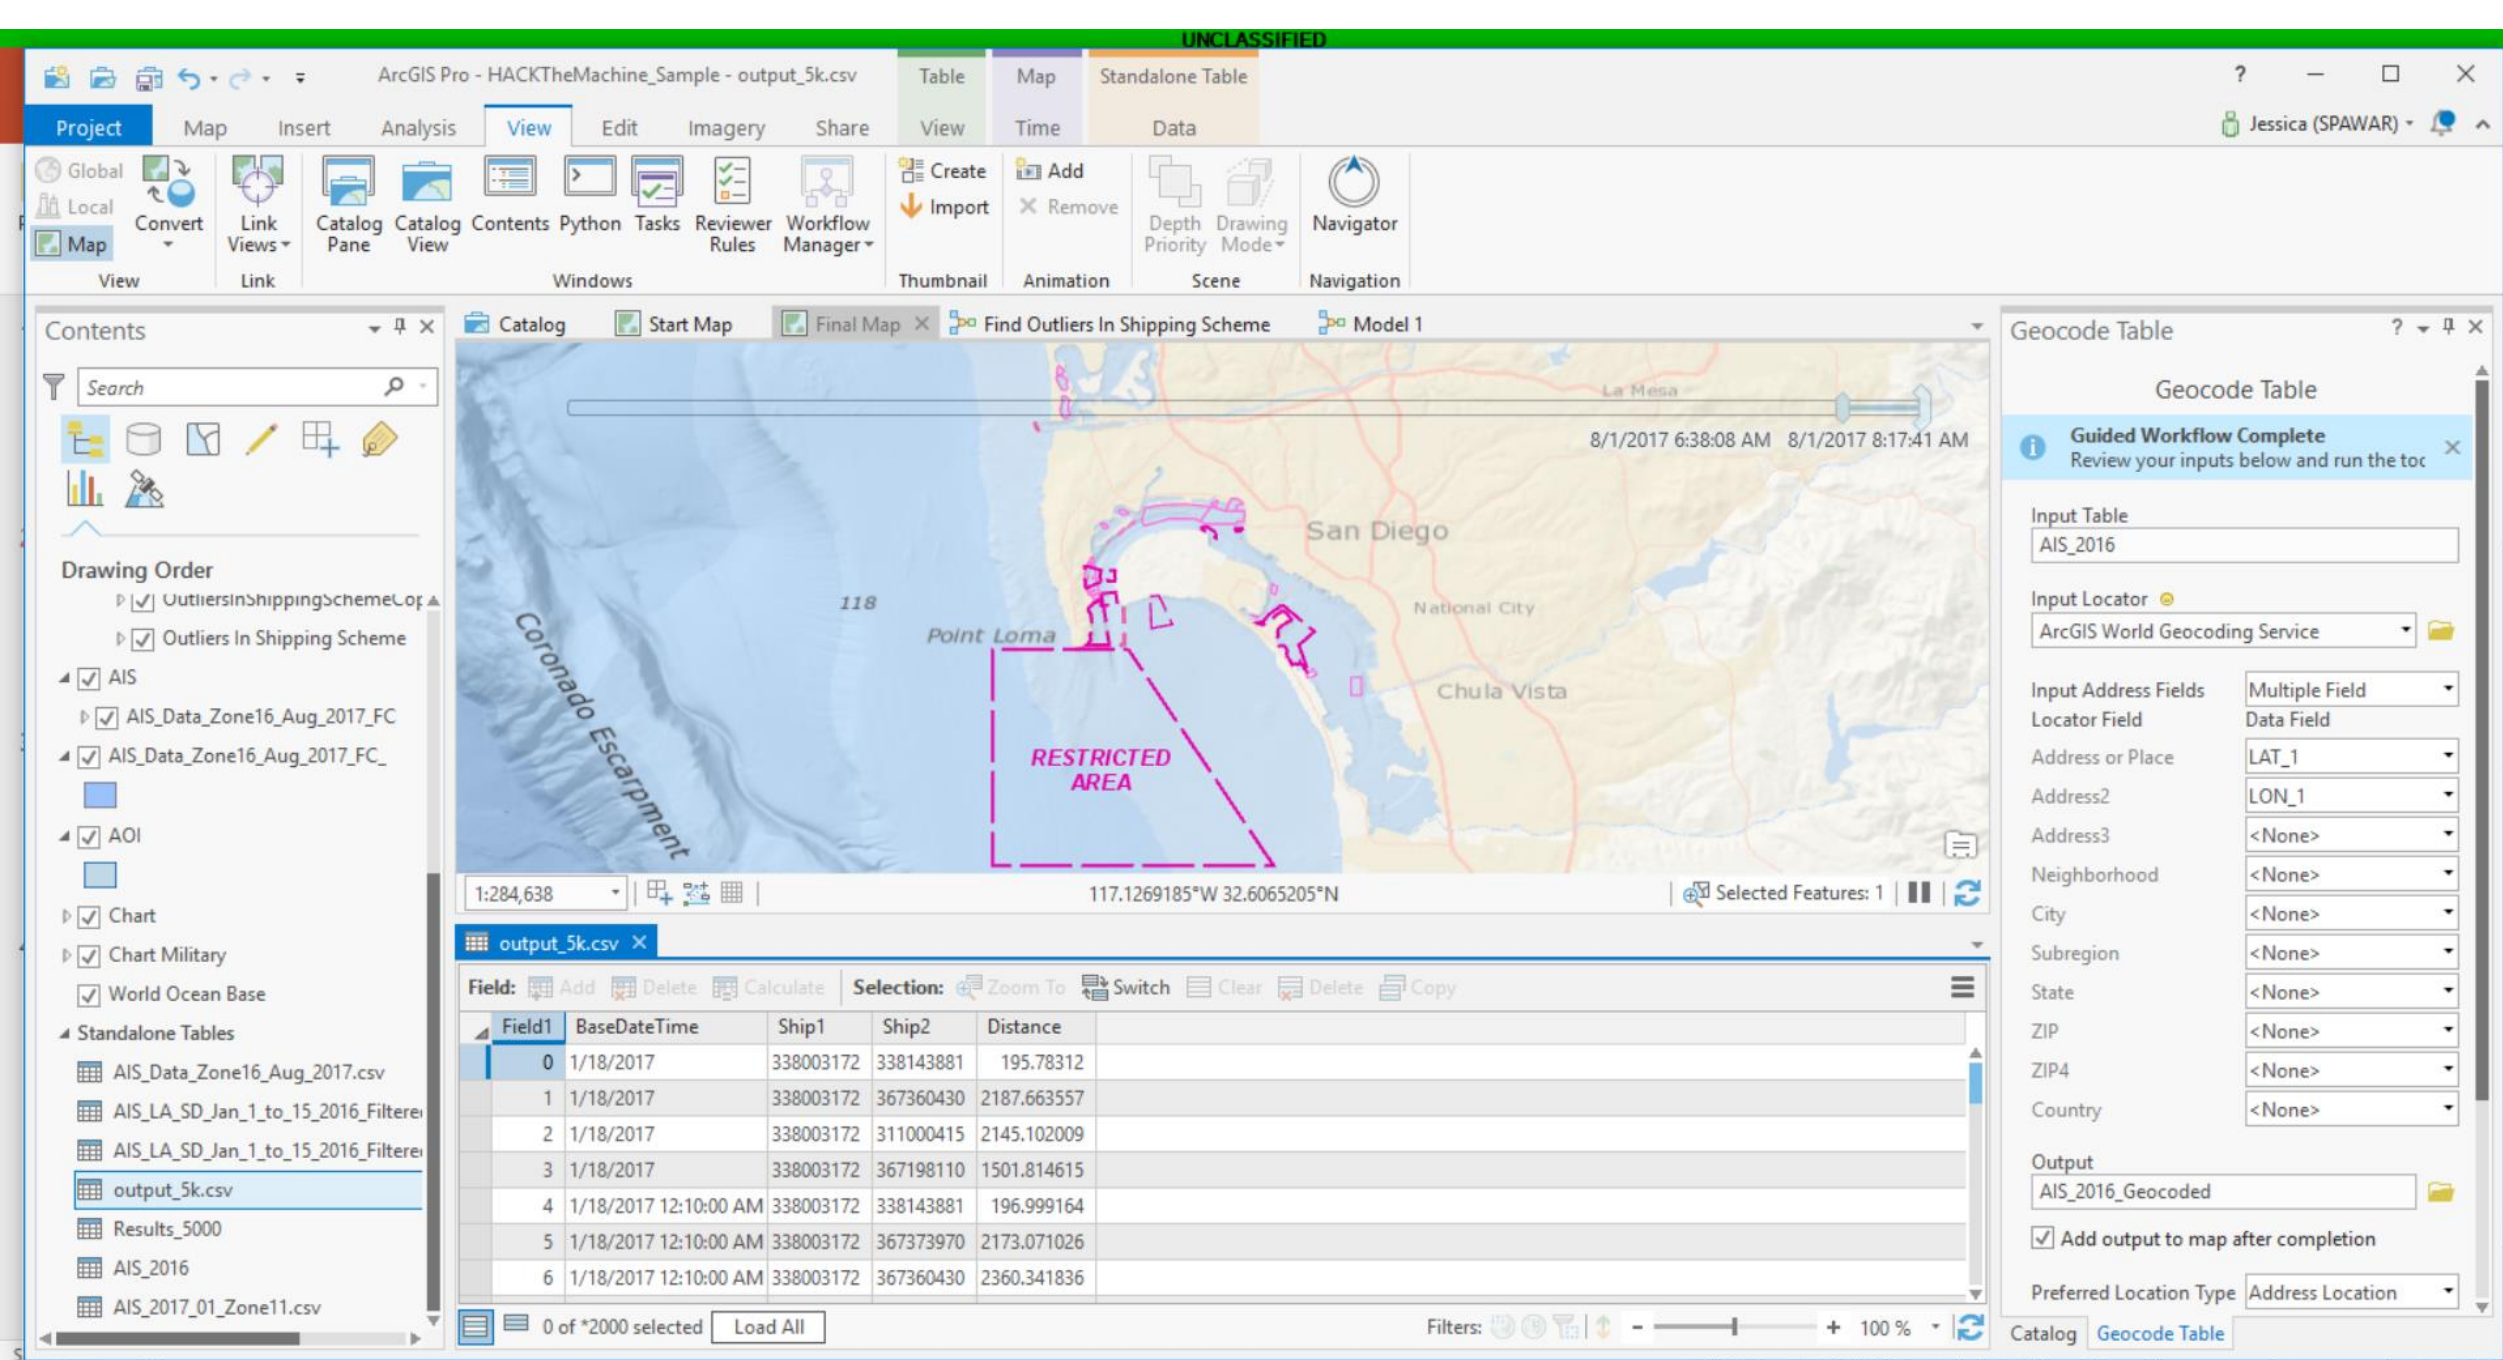 UNCLASSIFIED
ArcGIS Pro - HACKTheMachine_Sample - output_5k.csv
Table
Map
Standalone Table
?
Project
Map
Insert
Analysis
View
Edit
Imagery
Share
View
Time
Data
Jessica (SPAWAR)
Global
Local
Map
Convert
Link Views
Catalog Pane
Catalog View
Contents
Python
Tasks
Reviewer Rules
Workflow Manager
Create
Import
Add
Remove
Depth Priority
Drawing Mode
Navigator
View
Link
Windows
Thumbnail
Animation
Scene
Navigation
Contents
Search
Drawing Order
OutliersInShippingSchemeCop
Outliers In Shipping Scheme
AIS
AIS_Data_Zone16_Aug_2017_FC
AIS_Data_Zone16_Aug_2017_FC_
AOI
Chart
Chart Military
World Ocean Base
Standalone Tables
AIS_Data_Zone16_Aug_2017.csv
AIS_LA_SD_Jan_1_to_15_2016_Filtere
AIS_LA_SD_Jan_1_to_15_2016_Filtere
output_5k.csv
Results_5000
AIS_2016
AIS_2017_01_Zone11.csv
Catalog
Start Map
Final Map
Find Outliers In Shipping Scheme
Model 1
La Mesa
8/1/2017 6:38:08 AM 8/1/2017 8:17:41 AM
San Diego
118
National City
Point Loma
Coronado Escarpment
Chula Vista
RESTRICTED
AREA
1:284,638
117.1269185°W 32.6065205°N
Selected Features: 1
output_5k.csv
Field: Add Delete Calculate Selection: Zoom To Switch Clear Delete Copy
Field1 BaseDateTime Ship1 Ship2 Distance
0 1/18/2017 338003172 338143881 195.78312
1 1/18/2017 338003172 367360430 2187.663557
2 1/18/2017 338003172 311000415 2145.102009
3 1/18/2017 338003172 367198110 1501.814615
4 1/18/2017 12:10:00 AM 338003172 338143881 196.999164
5 1/18/2017 12:10:00 AM 338003172 367373970 2173.071026
6 1/18/2017 12:10:00 AM 338003172 367360430 2360.341836
0 of *2000 selected
Load All
Filters:
- + 100 %
Geocode Table
?
Geocode Table
Guided Workflow Complete
Review your inputs below and run the toc
Input Table
AIS_2016
Input Locator
ArcGIS World Geocoding Service
Input Address Fields Multiple Field
Locator Field Data Field
Address or Place LAT_1
Address2 LON_1
Address3 <None>
Neighborhood <None>
City <None>
Subregion <None>
State <None>
ZIP <None>
ZIP4 <None>
Country <None>
Output
AIS_2016_Geocoded
Add output to map after completion
Preferred Location Type Address Location
Catalog Geocode Table